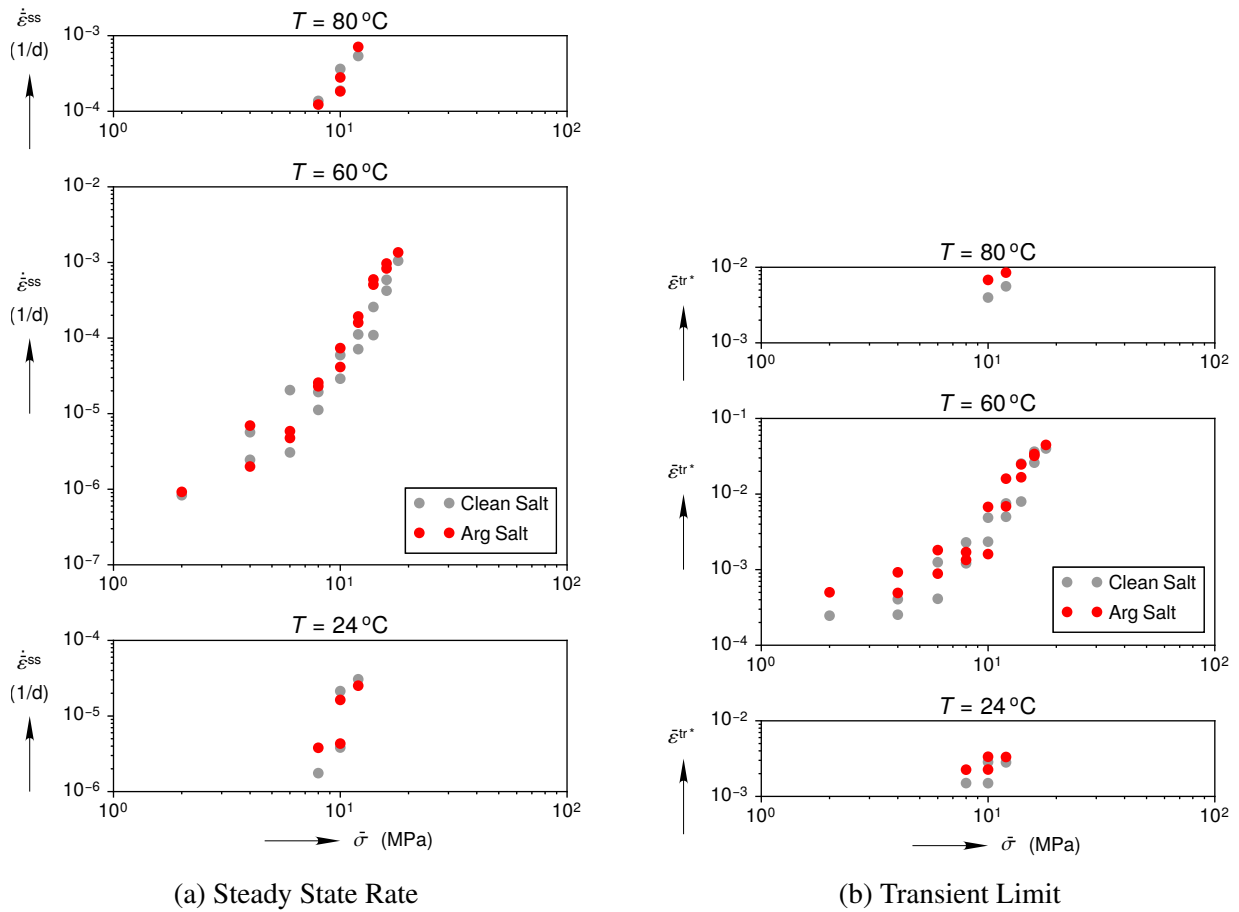 T = 80 °C
ε̄̇ss
(1/d)
10⁻³
10⁻⁴
10⁰
10¹
10²
T = 60 °C
ε̄̇ss
(1/d)
10⁻²
10⁻³
10⁻⁴
10⁻⁵
10⁻⁶
10⁻⁷
Clean Salt
Arg Salt
10⁰
10¹
10²
T = 24 °C
ε̄̇ss
(1/d)
10⁻⁴
10⁻⁵
10⁻⁶
10⁰
10¹
10²
σ̄ (MPa)
(a) Steady State Rate
T = 80 °C
ε̄tr*
10⁻²
10⁻³
10⁰
10¹
10²
T = 60 °C
ε̄tr*
10⁻¹
10⁻²
10⁻³
10⁻⁴
Clean Salt
Arg Salt
10⁰
10¹
10²
T = 24 °C
ε̄tr*
10⁻²
10⁻³
10⁰
10¹
10²
σ̄ (MPa)
(b) Transient Limit